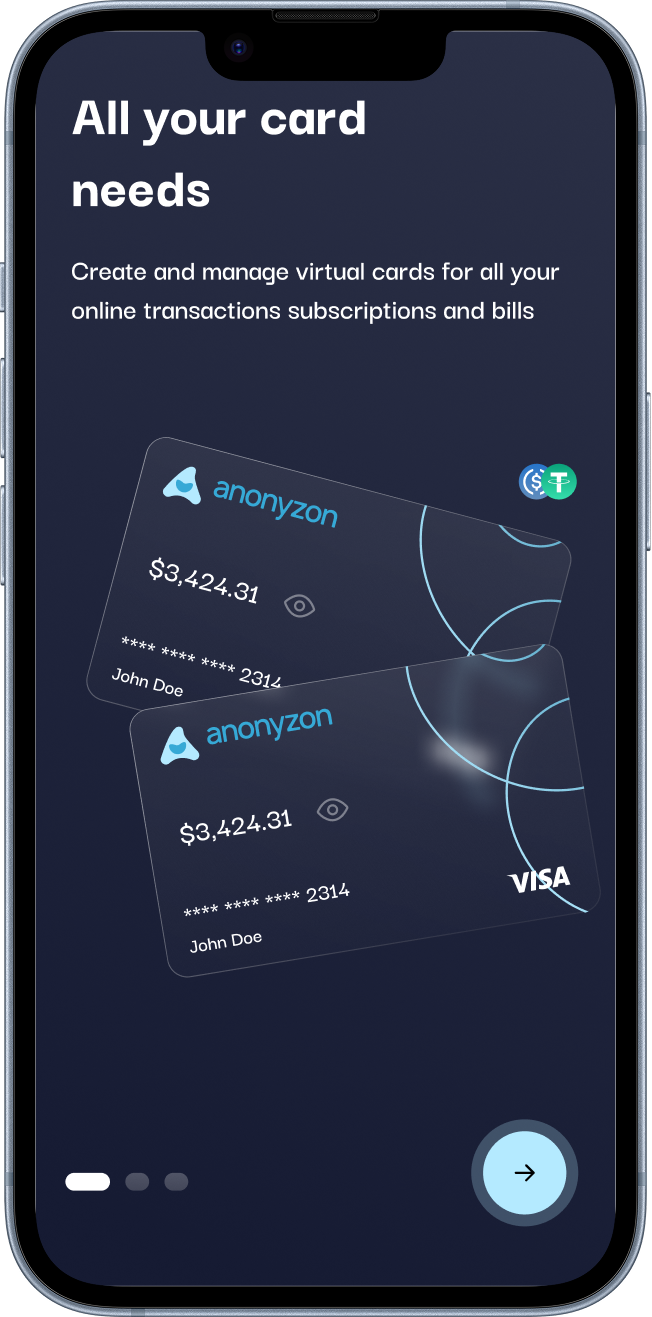 All your card
needs
Create and manage virtual cards for all your
online transactions subscriptions and bills
anonyzon
$3,424.31
**** **** **** 2314
John Doe
anonyzon
$3,424.31
**** **** **** 2314
John Doe
VISA